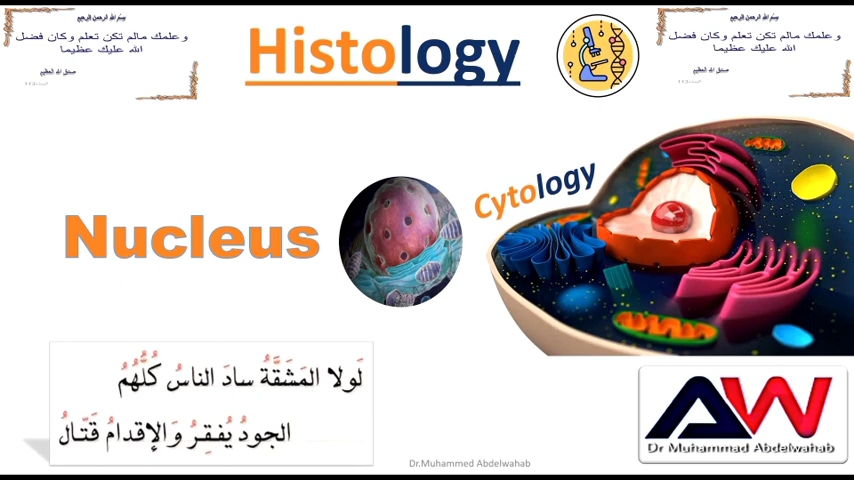 بسم الله الرحمن الرحيم
وعلمك مالم تكن تعلم وكان فضل
الله عليك عظيما
صدق الله العظيم
Histology
بسم الله الرحمن الرحيم
وعلمك مالم تكن تعلم وكان فضل
الله عليك عظيما
صدق الله العظيم
Cytology
Nucleus
لَولا المَشَقَّةُ سادَ الناسُ كُلُّهُمُ
الجودُ يُفقِرُ وَالإِقدامُ قَتّالُ
AW
Dr Muhammad Abdelwahab
Dr.Muhammed Abdelwahab